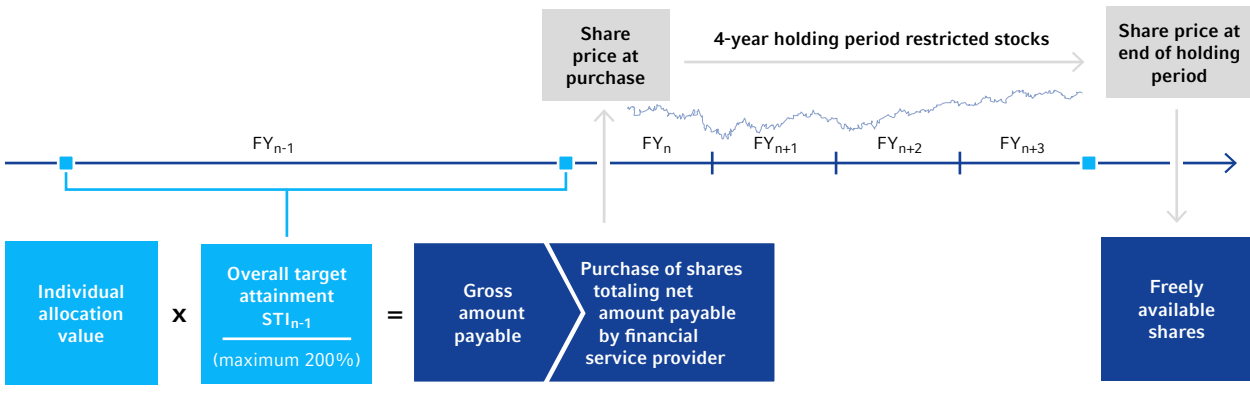 Share
price at
purchase
4-year holding period restricted stocks
Share price at
end of holding
period
FYn-1
FYn
FYn+1
FYn+2
FYn+3
Individual
allocation
value
x
Overall target
attainment
STIn-1
(maximum 200%)
=
Gross
amount
payable
Purchase of shares
totaling net
amount payable
by financial
service provider
Freely
available
shares